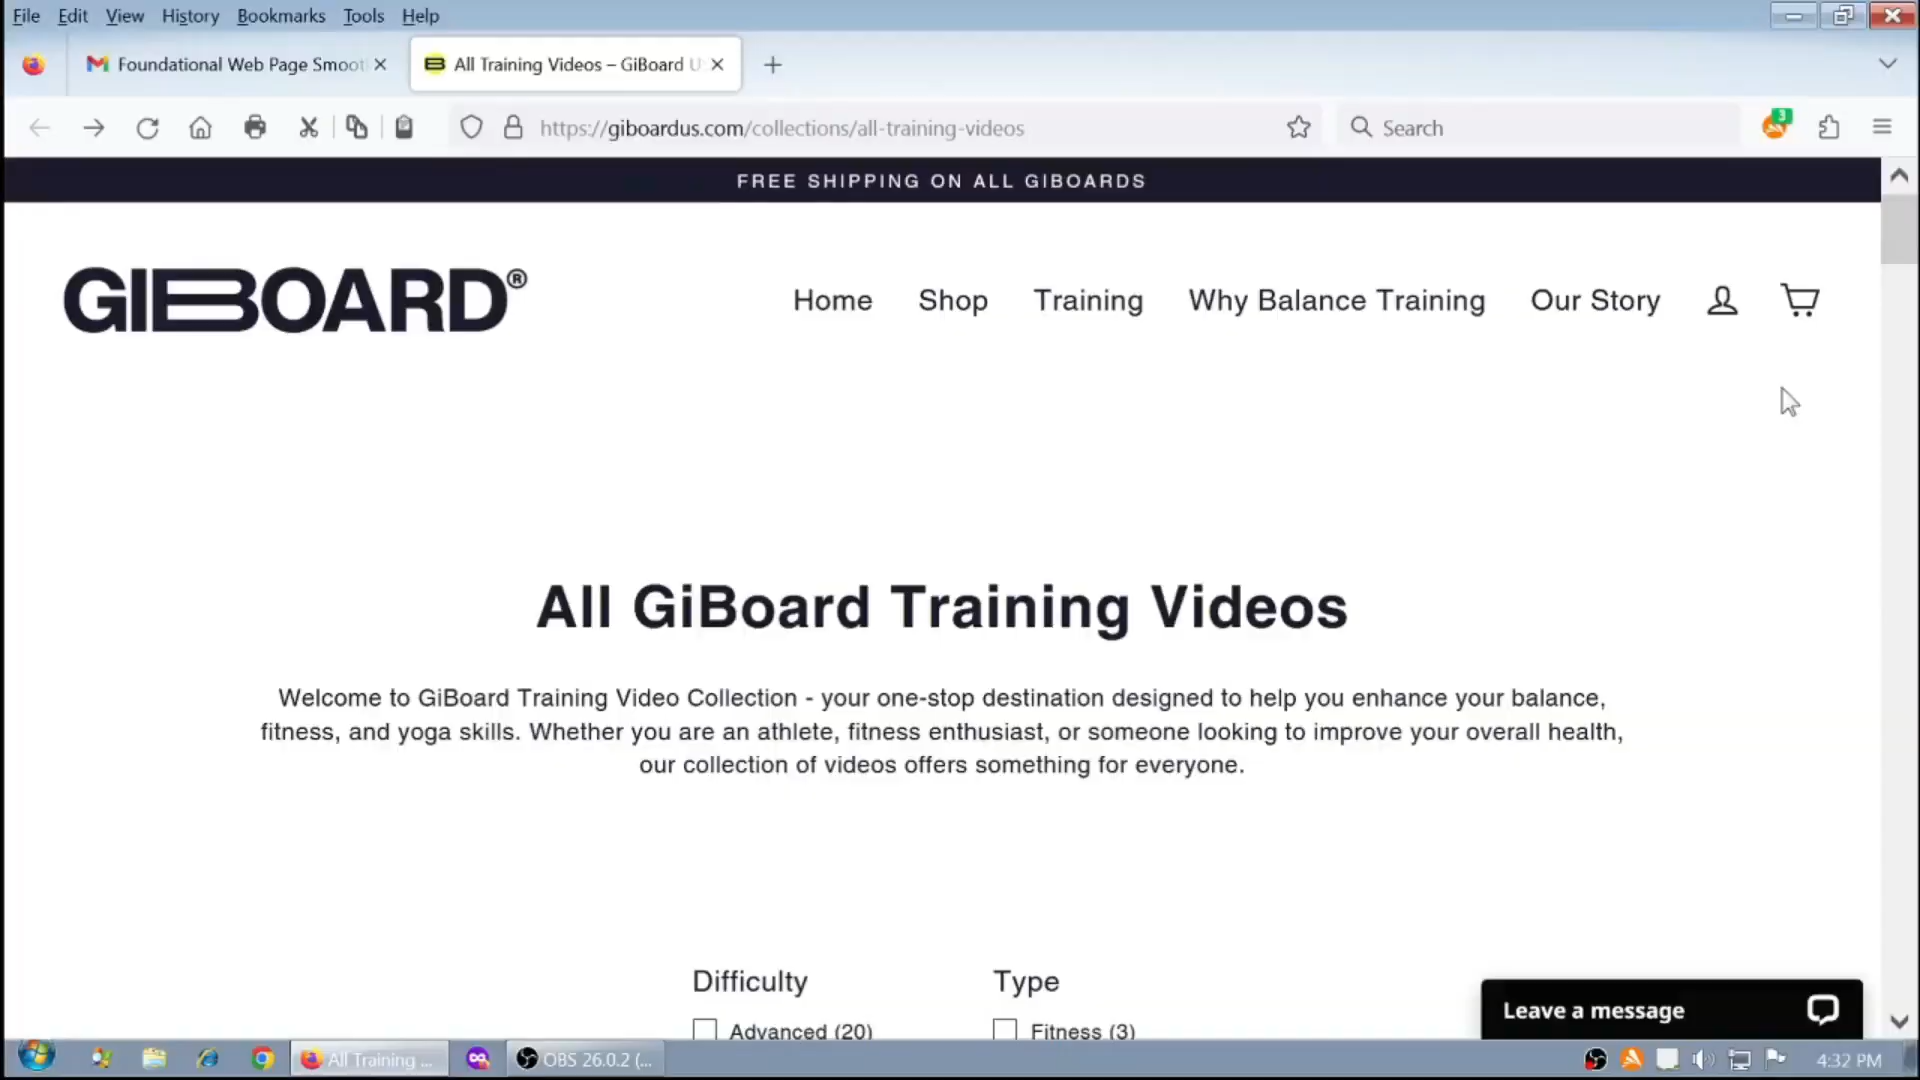 File Edit View History Bookmarks Tools Help
Foundational Web Page Smoot
All Training Videos – GiBoard U
https://giboardus.com/collections/all-training-videos
Search
3
FREE SHIPPING ON ALL GIBOARDS
GIBOARD®
Home Shop Training Why Balance Training Our Story
All GiBoard Training Videos
Welcome to GiBoard Training Video Collection - your one-stop destination designed to help you enhance your balance,
fitness, and yoga skills. Whether you are an athlete, fitness enthusiast, or someone looking to improve your overall health,
our collection of videos offers something for everyone.
Difficulty Type
Advanced (20) Fitness (3)
Leave a message
All Training ...
OBS 26.0.2 (...
4:32 PM